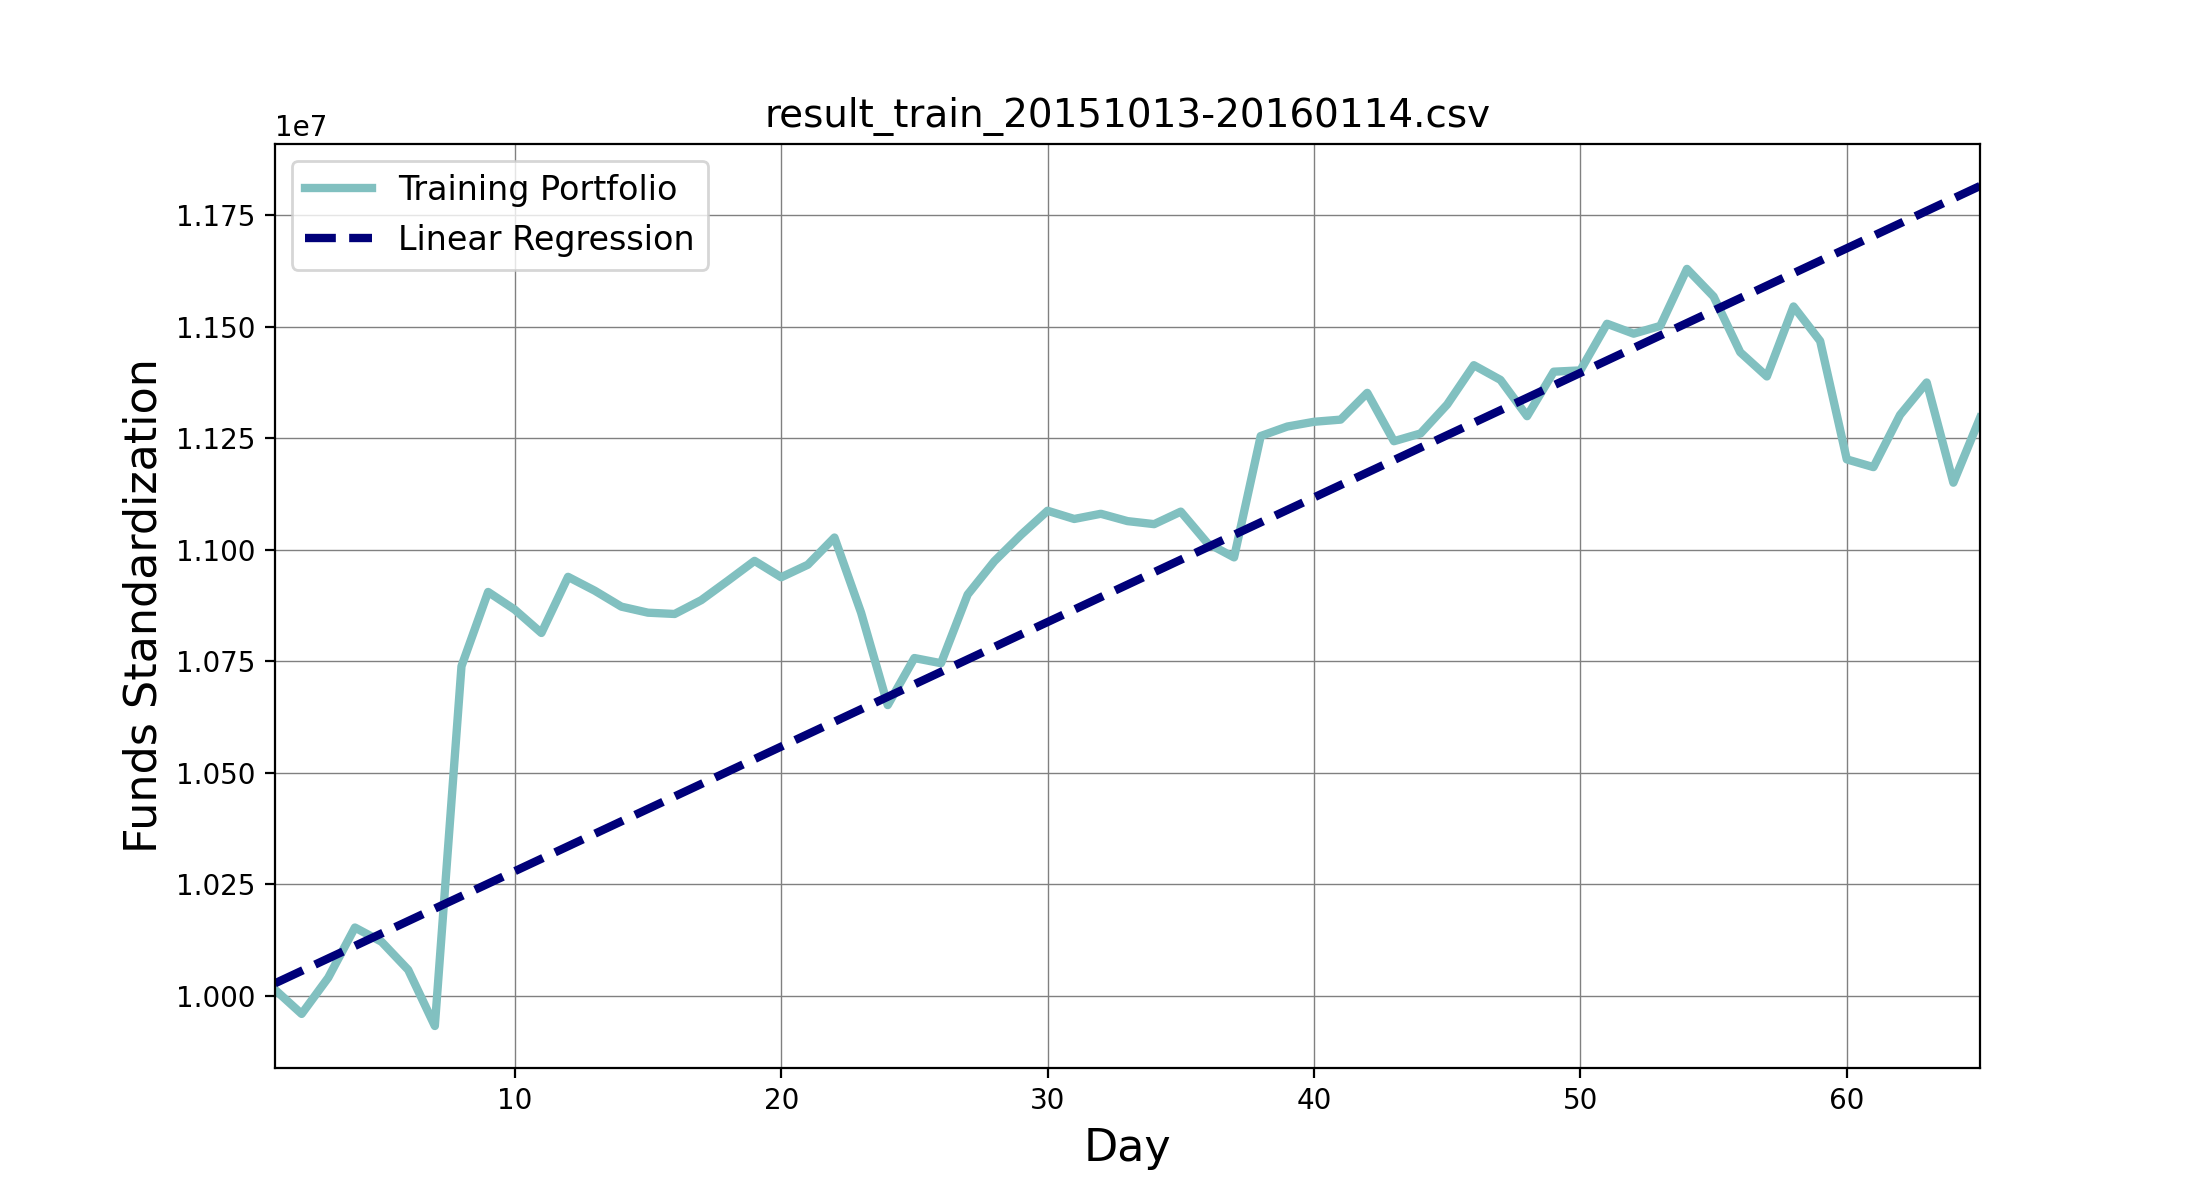 result_train_20151013-20160114.csv
1e7
Training Portfolio
Linear Regression
1.175
1.150
1.125
1.100
1.075
1.050
1.025
1.000
Funds Standardization
10 20 30 40 50 60
Day